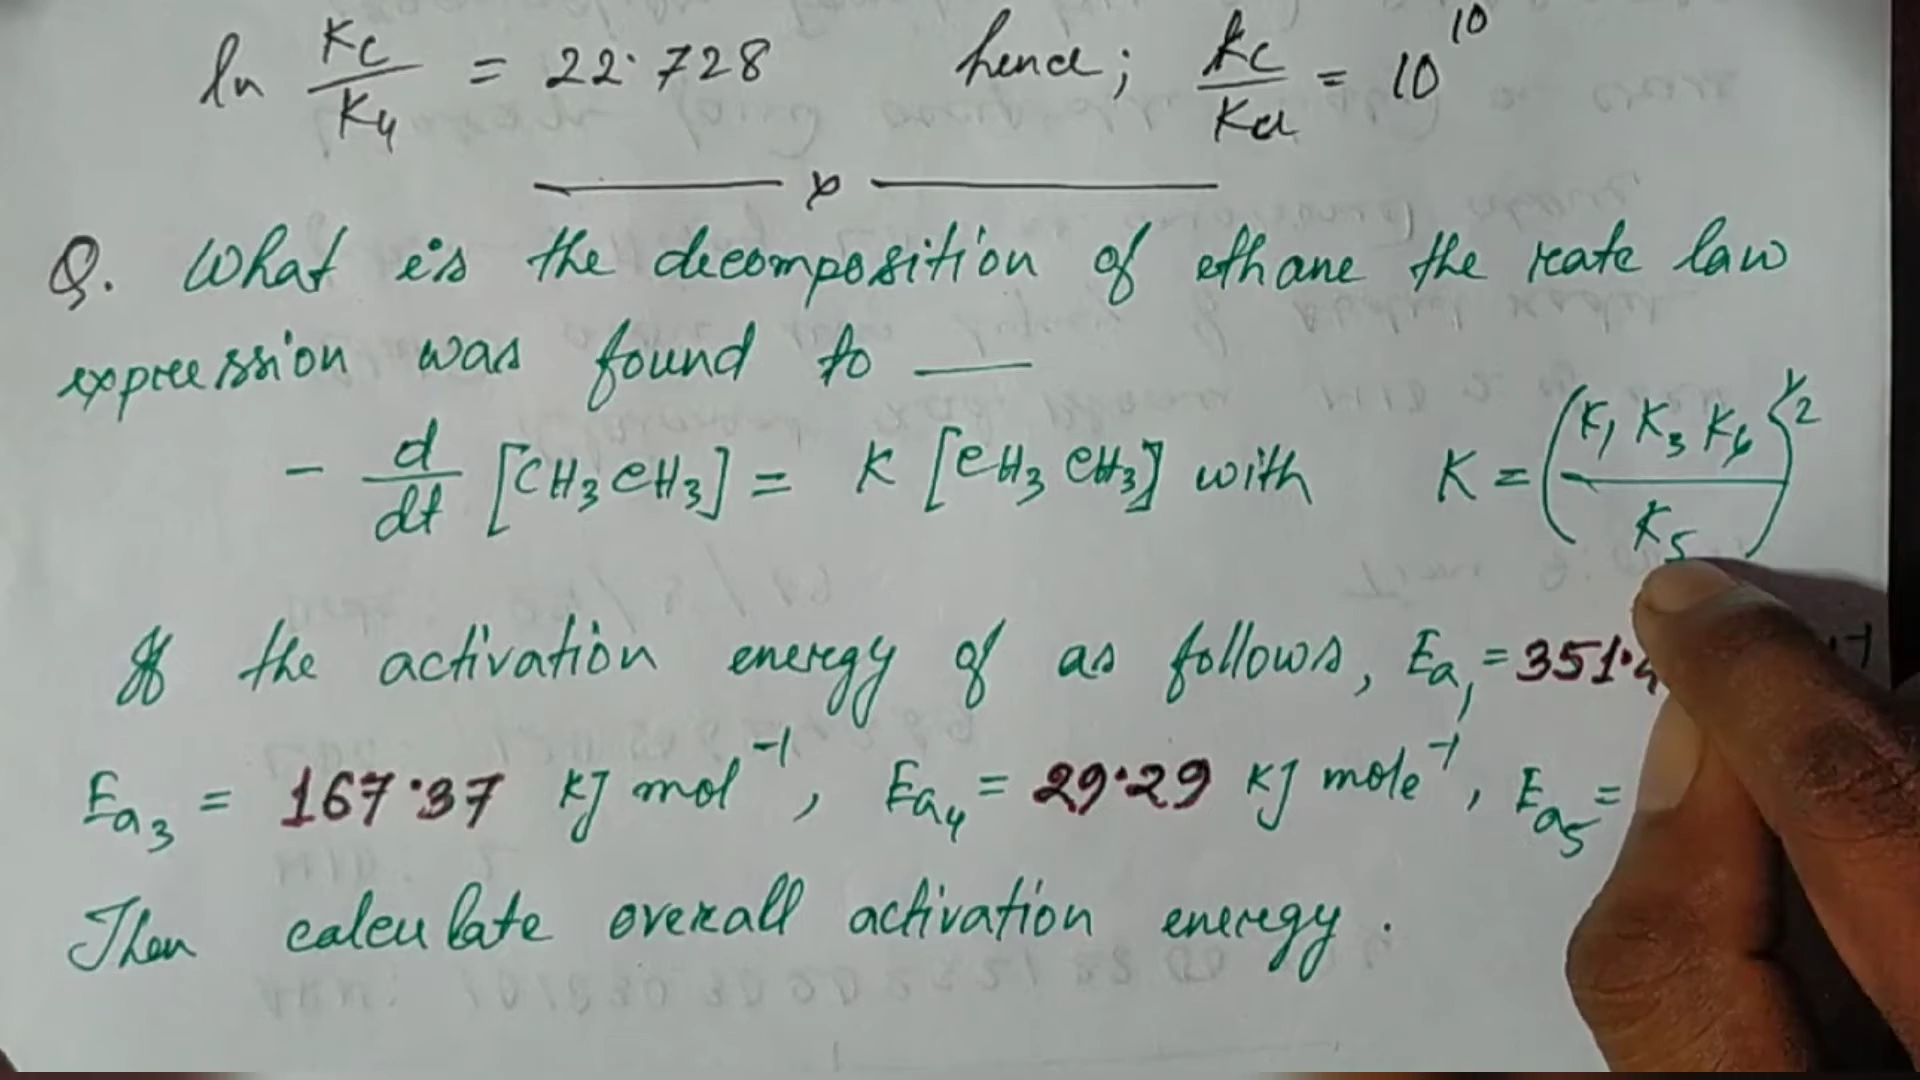 ln Kc/K4 = 22.728 hence; kc/Ku = 10^10
x
Q. What is the decomposition of ethane the rate law
expression was found to —
- d/dt [CH3CH3] = K [CH3CH3] with K = (K1 K3 K4 / K5)^1/2
If the activation energy of as follows, Ea1 = 351.4
Ea3 = 167.37 KJ mol^-1, Ea4 = 29.29 KJ mole^-1, Ea5 =
Then calculate overall activation energy.